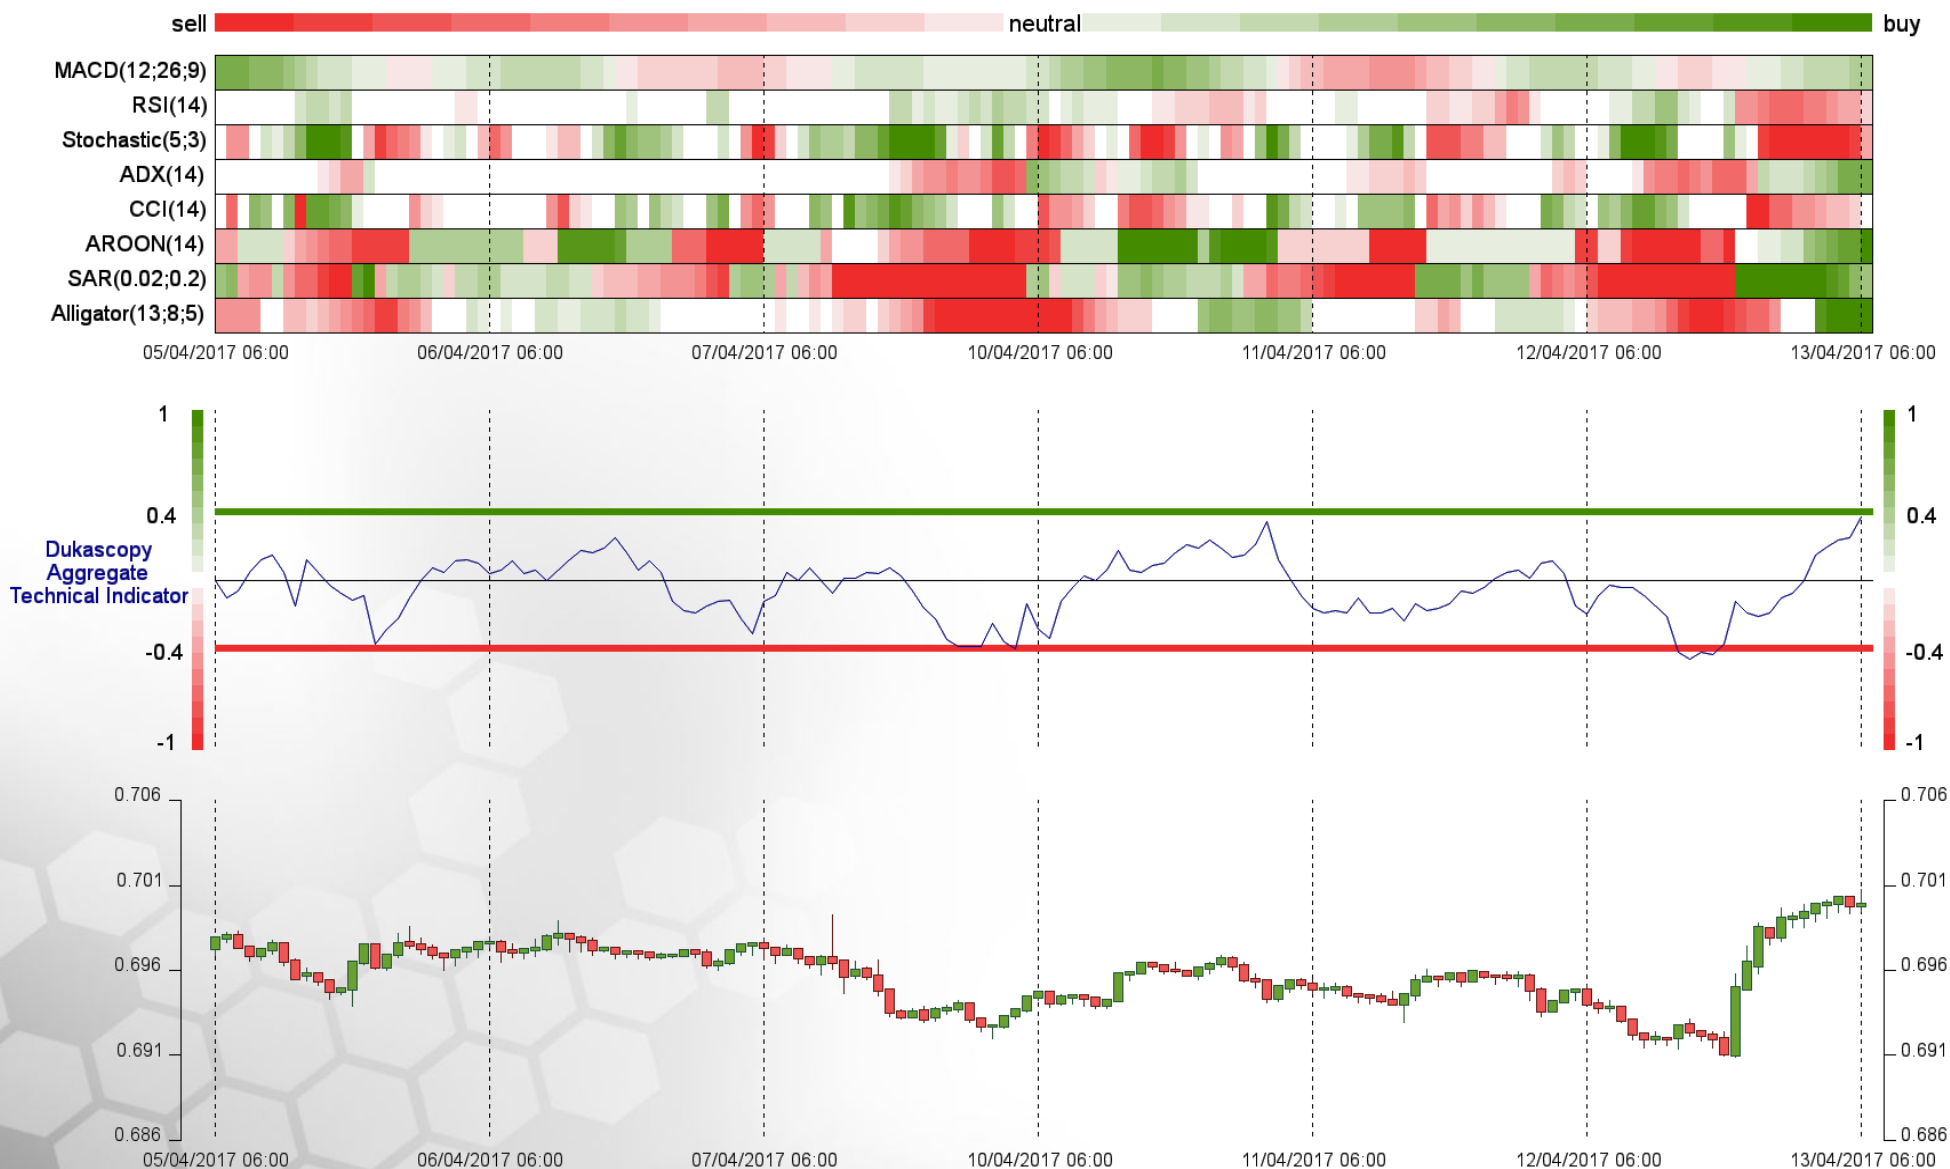 sell neutral buy
MACD(12;26;9)
RSI(14)
Stochastic(5;3)
ADX(14)
CCI(14)
AROON(14)
SAR(0.02;0.2)
Alligator(13;8;5)
05/04/2017 06:00 06/04/2017 06:00 07/04/2017 06:00 10/04/2017 06:00 11/04/2017 06:00 12/04/2017 06:00 13/04/2017 06:00
1 1
0.4 0.4
Dukascopy
Aggregate
Technical Indicator
-0.4 -0.4
-1 -1
0.706 0.706
0.701 0.701
0.696 0.696
0.691 0.691
0.686 0.686
05/04/2017 06:00 06/04/2017 06:00 07/04/2017 06:00 10/04/2017 06:00 11/04/2017 06:00 12/04/2017 06:00 13/04/2017 06:00